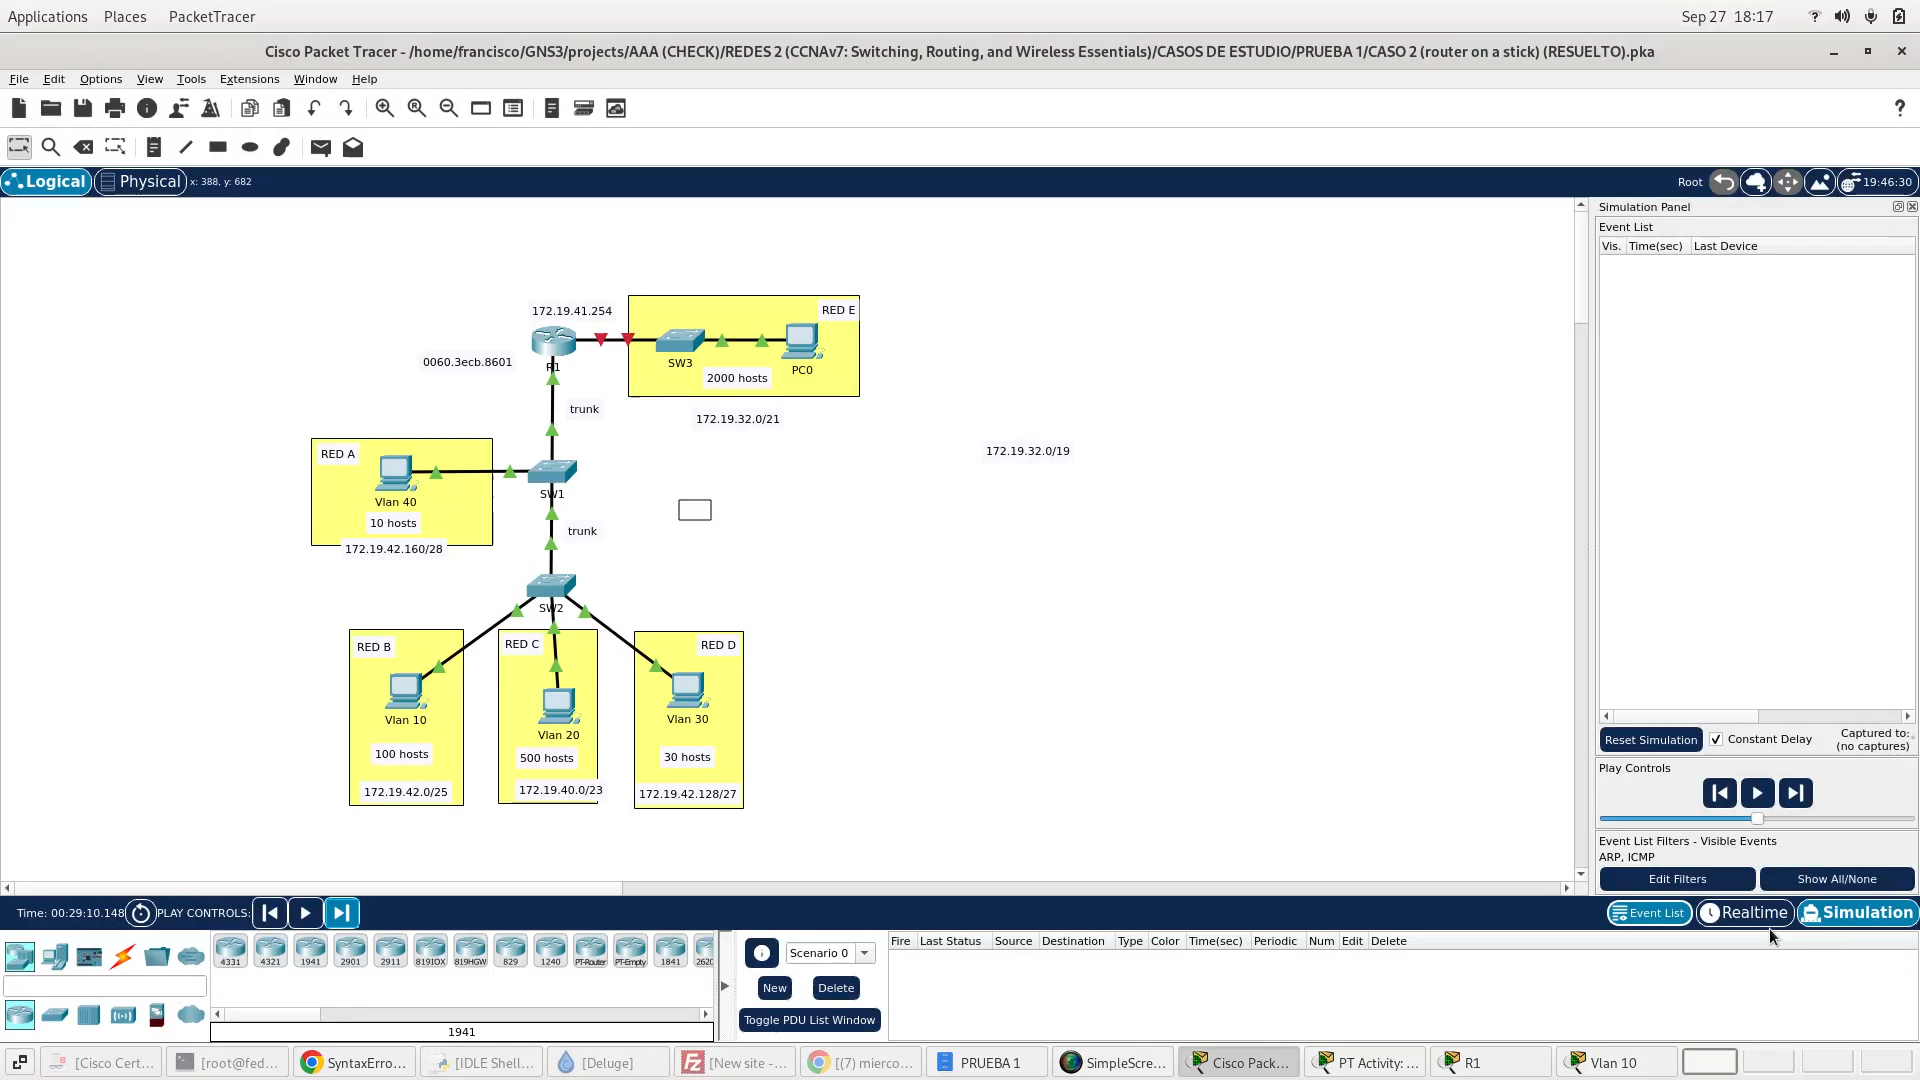 Applications Places PacketTracer Sep 27 18:17
Cisco Packet Tracer - /home/francisco/GNS3/projects/AAA (CHECK)/REDES 2 (CCNAv7: Switching, Routing, and Wireless Essentials)/CASOS DE ESTUDIO/PRUEBA 1/CASO 2 (router on a stick) (RESUELTO).pka
File Edit Options View Tools Extensions Window Help
Logical Physical x: 388, y: 682 Root 19:46:30
Simulation Panel
Event List
Vis. Time(sec) Last Device
172.19.41.254
RED E
0060.3ecb.8601
R1
SW3
PC0
2000 hosts
trunk
172.19.32.0/21
172.19.32.0/19
RED A
SW1
Vlan 40
10 hosts
trunk
172.19.42.160/28
SW2
RED B
RED C
RED D
Vlan 10
Vlan 20
Vlan 30
100 hosts
500 hosts
30 hosts
172.19.42.0/25
172.19.40.0/23
172.19.42.128/27
Reset Simulation Constant Delay Captured to:
(no captures)
Play Controls
Event List Filters - Visible Events
ARP, ICMP
Edit Filters Show All/None
Time: 00:29:10.148 PLAY CONTROLS: Event List Realtime Simulation
4331 4321 1941 2901 2911 819IOX 819HGW 829 1240 PT-Router PT-Empty 1841 2620
1941
Scenario 0
New Delete
Toggle PDU List Window
Fire Last Status Source Destination Type Color Time(sec) Periodic Num Edit Delete
[Cisco Cert... [root@fed... SyntaxErro... [IDLE Shell... [Deluge] [New site -... [(7) mierco... PRUEBA 1 SimpleScre... Cisco Pack... PT Activity: ... R1 Vlan 10